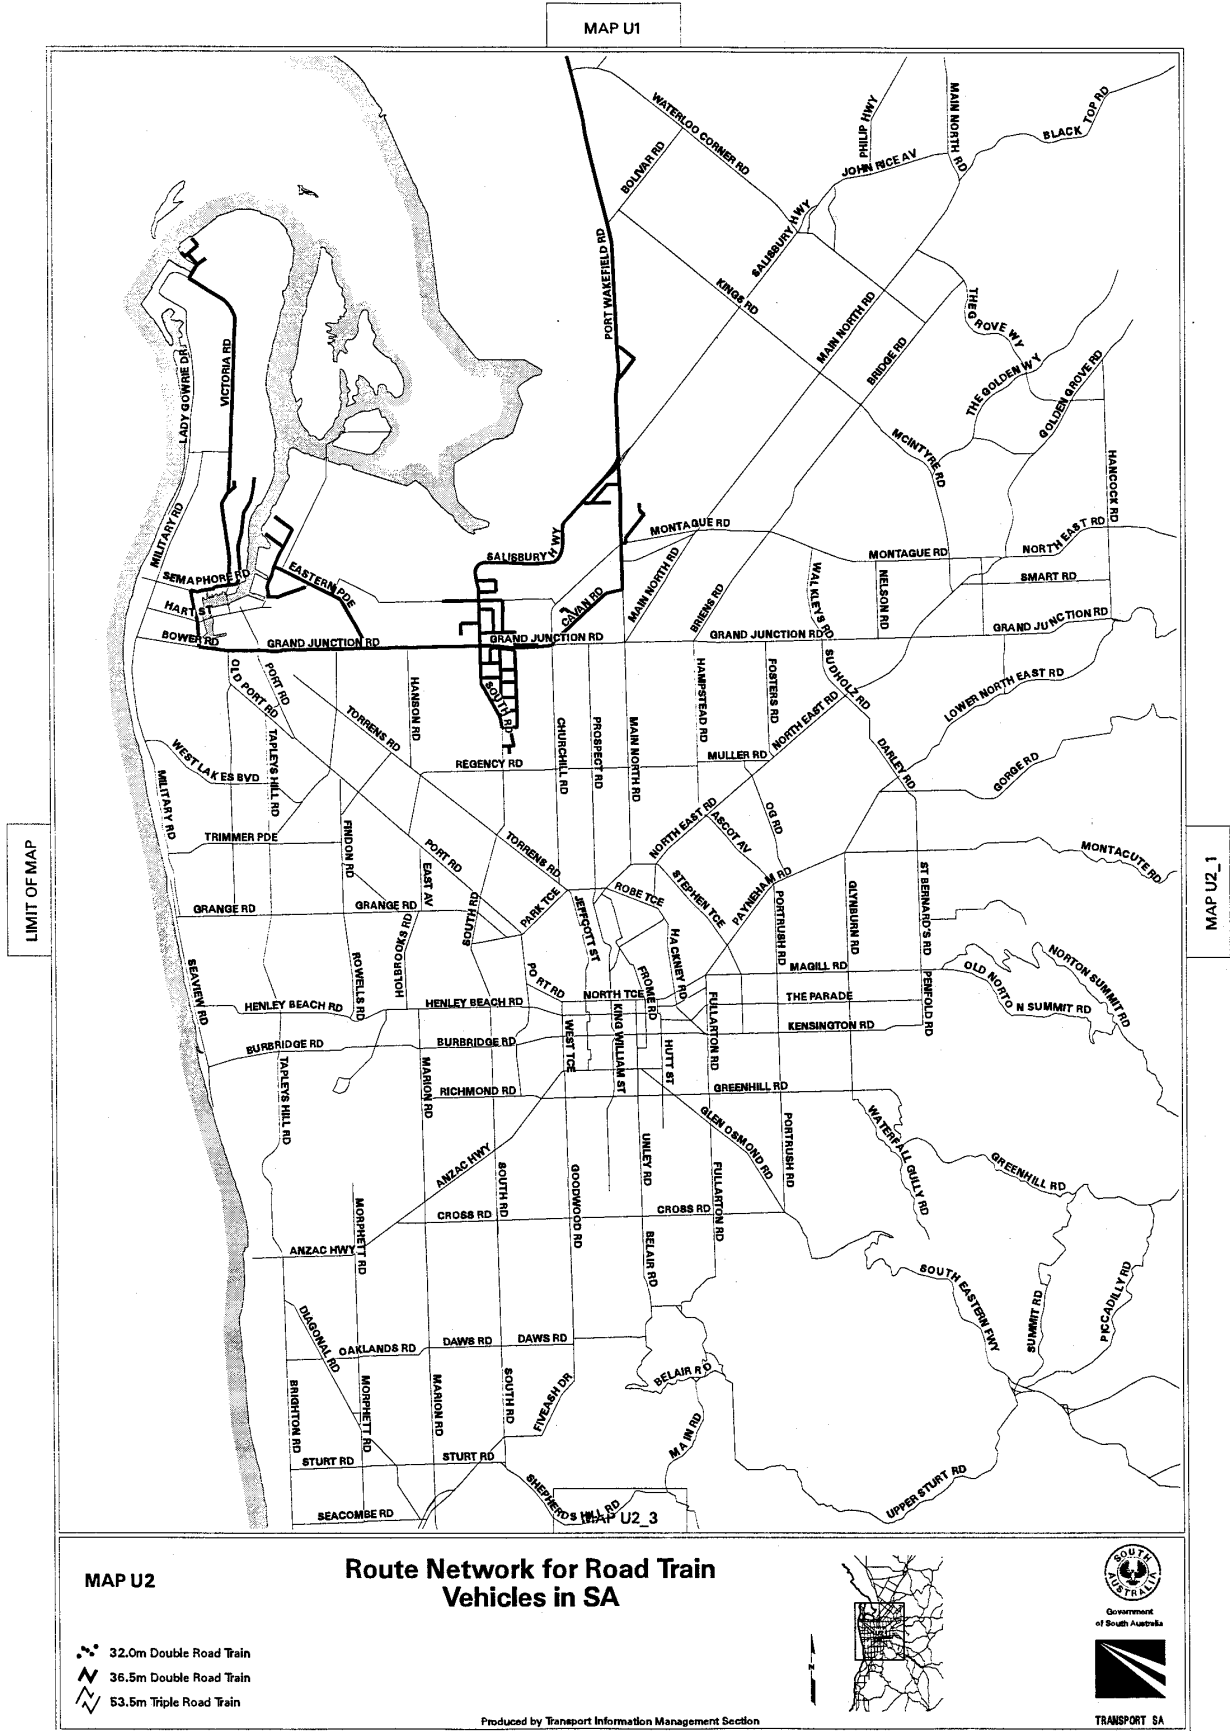 MAP U1
WATERLOO CORNER RD
PHILIP HWY
MAIN NORTH RD
BLACK TOP RD
BOLIVAR RD
JOHN RICE AV
SALISBURY HWY
PORT WAKEFIELD RD
KINGS RD
THE GROVE WY
MAIN NORTH RD
BRIDGE RD
THE GOLDEN WY
GOLDEN GROVE RD
LADY GOWRIE DR
VICTORIA RD
MCINTYRE RD
HANCOCK RD
MILITARY RD
MONTAGUE RD
NORTH EAST RD
SALISBURY HWY
MONTAGUE RD
SEMAPHORE RD
EASTERN PDE
MAIN NORTH RD
WALKLEYS RD
NELSON RD
SMART RD
HART ST
CAVAN RD
BRIENS RD
GRAND JUNCTION RD
BOWER RD
GRAND JUNCTION RD
GRAND JUNCTION RD
GRAND JUNCTION RD
OLD PORT RD
PORT RD
HANSON RD
SOUTH RD
HAMPSTEAD RD
FOSTERS RD
SUDHOLZ RD
LOWER NORTH EAST RD
TORRENS RD
CHURCHILL RD
PROSPECT RD
MAIN NORTH RD
NORTH EAST RD
WEST LAKES BVD
TAPLEYS HILL RD
REGENCY RD
MULLER RD
DARLEY RD
GORGE RD
MILITARY RD
TRIMMER PDE
FINDON RD
PORT RD
TORRENS RD
NORTH EAST RD
ASCOT AV
OG RD
MONTACUTE RD
LIMIT OF MAP
MAP U2_1
EAST AV
GRANGE RD
GRANGE RD
HOLBROOKS RD
SOUTH RD
PARK TCE
JEFFCOTT ST
ROBE TCE
STEPHEN TCE
PAYNEHAM RD
PORTRUSH RD
GLYNBURN RD
ST BERNARD'S RD
HACKNEY RD
SEAVIEW RD
ROWELLS RD
PORT RD
FROME RD
MAGILL RD
PENFOLD RD
OLD NORTON SUMMIT RD
NORTON SUMMIT RD
HENLEY BEACH RD
HENLEY BEACH RD
NORTH TCE
THE PARADE
KENSINGTON RD
BURBRIDGE RD
BURBRIDGE RD
WEST TCE
KING WILLIAM ST
HUTT ST
FULLARTON RD
TAPLEYS HILL RD
MARION RD
RICHMOND RD
GREENHILL RD
GLEN OSMOND RD
PORTRUSH RD
WATERFALL GULLY RD
ANZAC HWY
UNLEY RD
GREENHILL RD
MORPHETT RD
SOUTH RD
GOODWOOD RD
FULLARTON RD
CROSS RD
CROSS RD
ANZAC HWY
BELAIR RD
SOUTH EASTERN FWY
SUMMIT RD
PICCADILLY RD
DIAGONAL RD
OAKLANDS RD
DAWS RD
DAWS RD
BELAIR RD
BRIGHTON RD
MORPHETT RD
MARION RD
SOUTH RD
FIVEASH DR
MAIN RD
STURT RD
STURT RD
SHEPHERDS HILL RD
UPPER STURT RD
SEACOMBE RD
MAP U2_3
MAP U2
Route Network for Road Train
Vehicles in SA
32.0m Double Road Train
36.5m Double Road Train
53.5m Triple Road Train
N
SOUTH
AUSTRALIA
Government
of South Australia
TRANSPORT SA
Produced by Transport Information Management Section